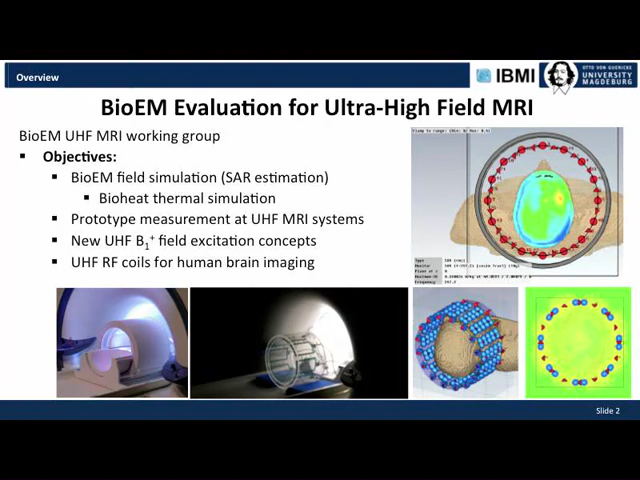 Overview
IBMI
OTTO VON GUERICKE
UNIVERSITY
MAGDEBURG
BioEM Evaluation for Ultra-High Field MRI
BioEM UHF MRI working group
▪ Objectives:
▪ BioEM field simulation (SAR estimation)
▪ Bioheat thermal simulation
▪ Prototype measurement at UHF MRI systems
▪ New UHF B₁⁺ field excitation concepts
▪ UHF RF coils for human brain imaging
Slide 2